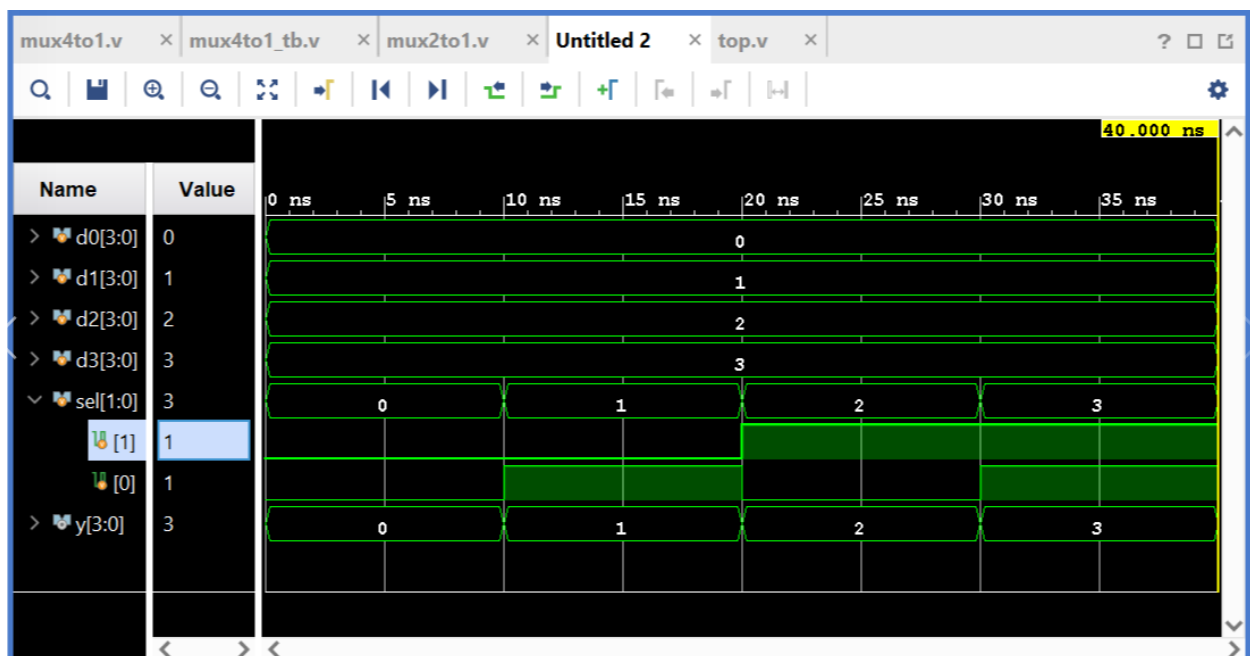 mux4to1.v × mux4to1_tb.v × mux2to1.v × Untitled 2 × top.v ×
40.000 ns
Name Value 0 ns 5 ns 10 ns 15 ns 20 ns 25 ns 30 ns 35 ns
d0[3:0] 0 0
d1[3:0] 1 1
d2[3:0] 2 2
d3[3:0] 3 3
sel[1:0] 3 0 1 2 3
[1] 1
[0] 1
y[3:0] 3 0 1 2 3